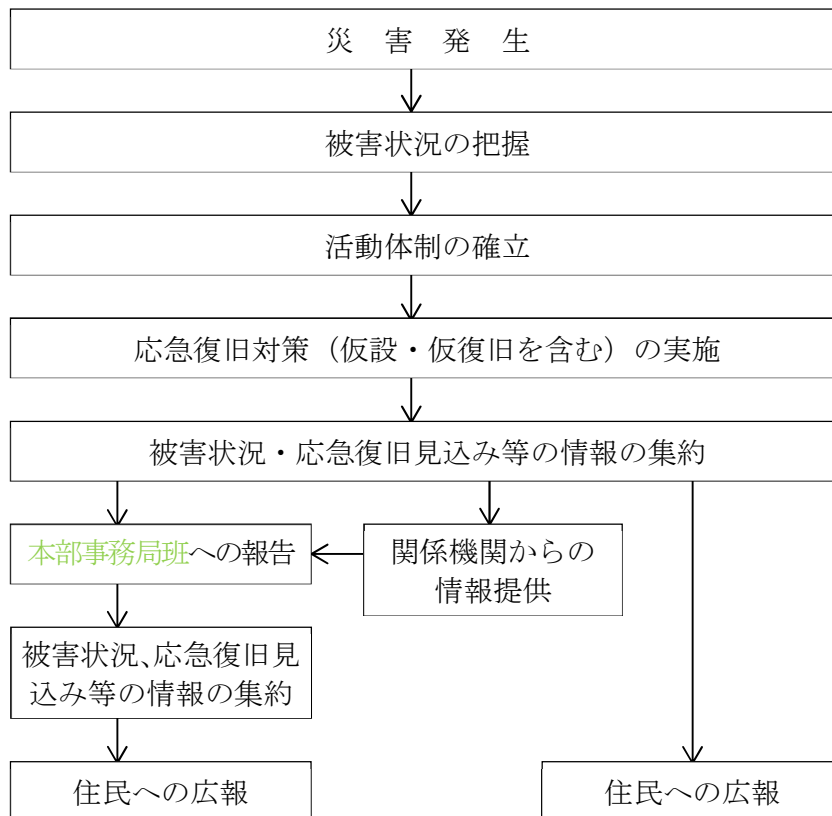 災害発生
被害状況の把握
活動体制の確立
応急復旧対策（仮設・仮復旧を含む）の実施
被害状況・応急復旧見込み等の情報の集約
本部事務局班への報告
関係機関からの
情報提供
被害状況、応急復旧見
込み等の情報の集約
住民への広報
住民への広報